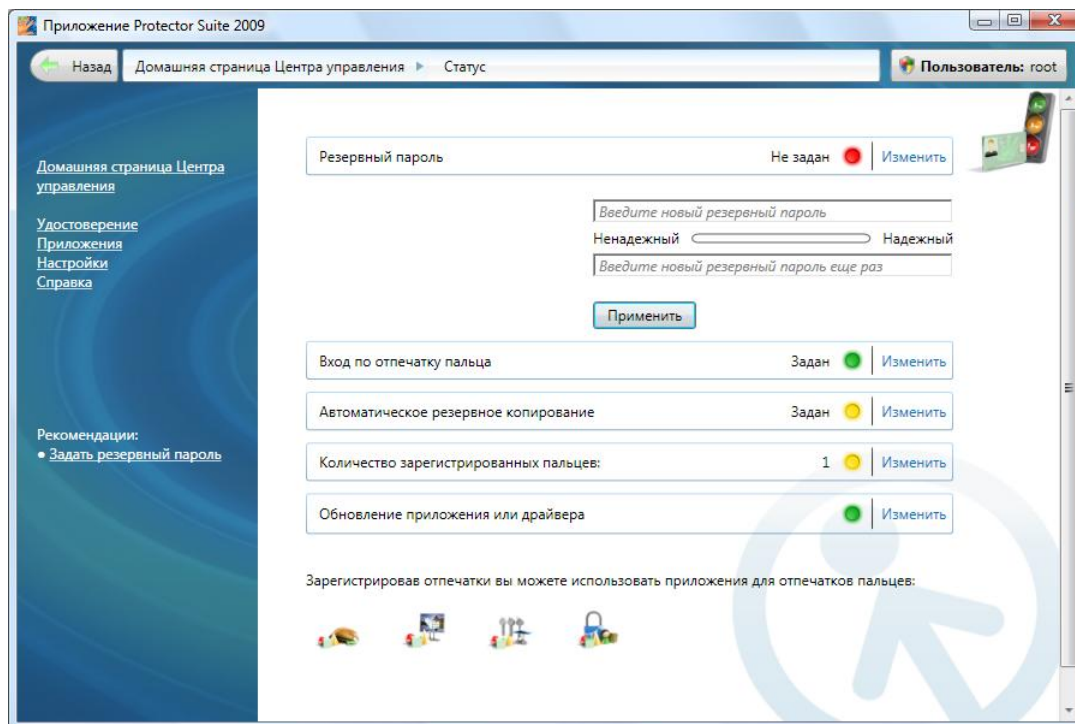 Приложение Protector Suite 2009
Назад Домашняя страница Центра управления Статус Пользователь: root
Домашняя страница Центра
управления
Удостоверение
Приложения
Настройки
Справка
Рекомендации:
• Задать резервный пароль
Резервный пароль Не задан Изменить
Введите новый резервный пароль
Ненадежный Надежный
Введите новый резервный пароль еще раз
Применить
Вход по отпечатку пальца Задан Изменить
Автоматическое резервное копирование Задан Изменить
Количество зарегистрированных пальцев: 1 Изменить
Обновление приложения или драйвера Изменить
Зарегистрировав отпечатки вы можете использовать приложения для отпечатков пальцев: